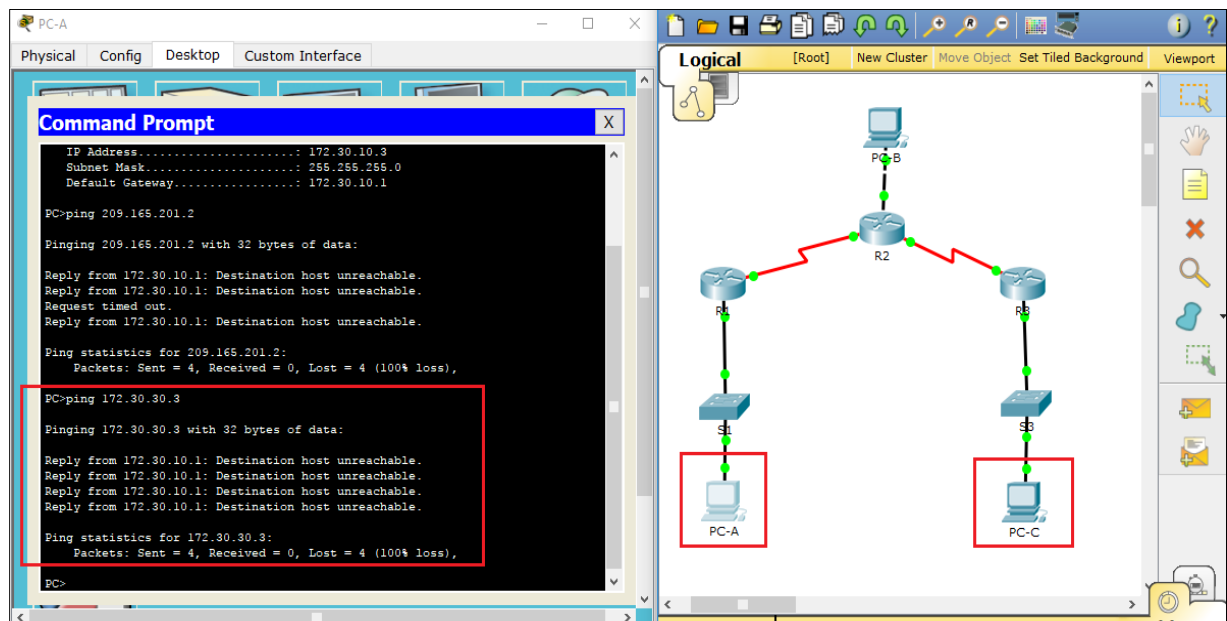 PC-A
Physical Config Desktop Custom Interface
Command Prompt X
IP Address......................: 172.30.10.3
Subnet Mask.....................: 255.255.255.0
Default Gateway.................: 172.30.10.1
PC>ping 209.165.201.2
Pinging 209.165.201.2 with 32 bytes of data:
Reply from 172.30.10.1: Destination host unreachable.
Reply from 172.30.10.1: Destination host unreachable.
Request timed out.
Reply from 172.30.10.1: Destination host unreachable.
Ping statistics for 209.165.201.2:
Packets: Sent = 4, Received = 0, Lost = 4 (100% loss),
PC>ping 172.30.30.3
Pinging 172.30.30.3 with 32 bytes of data:
Reply from 172.30.10.1: Destination host unreachable.
Reply from 172.30.10.1: Destination host unreachable.
Reply from 172.30.10.1: Destination host unreachable.
Reply from 172.30.10.1: Destination host unreachable.
Ping statistics for 172.30.30.3:
Packets: Sent = 4, Received = 0, Lost = 4 (100% loss),
PC>
Logical [Root] New Cluster Move Object Set Tiled Background Viewport
PC-B
R2
R1
R3
S1
S3
PC-A
PC-C